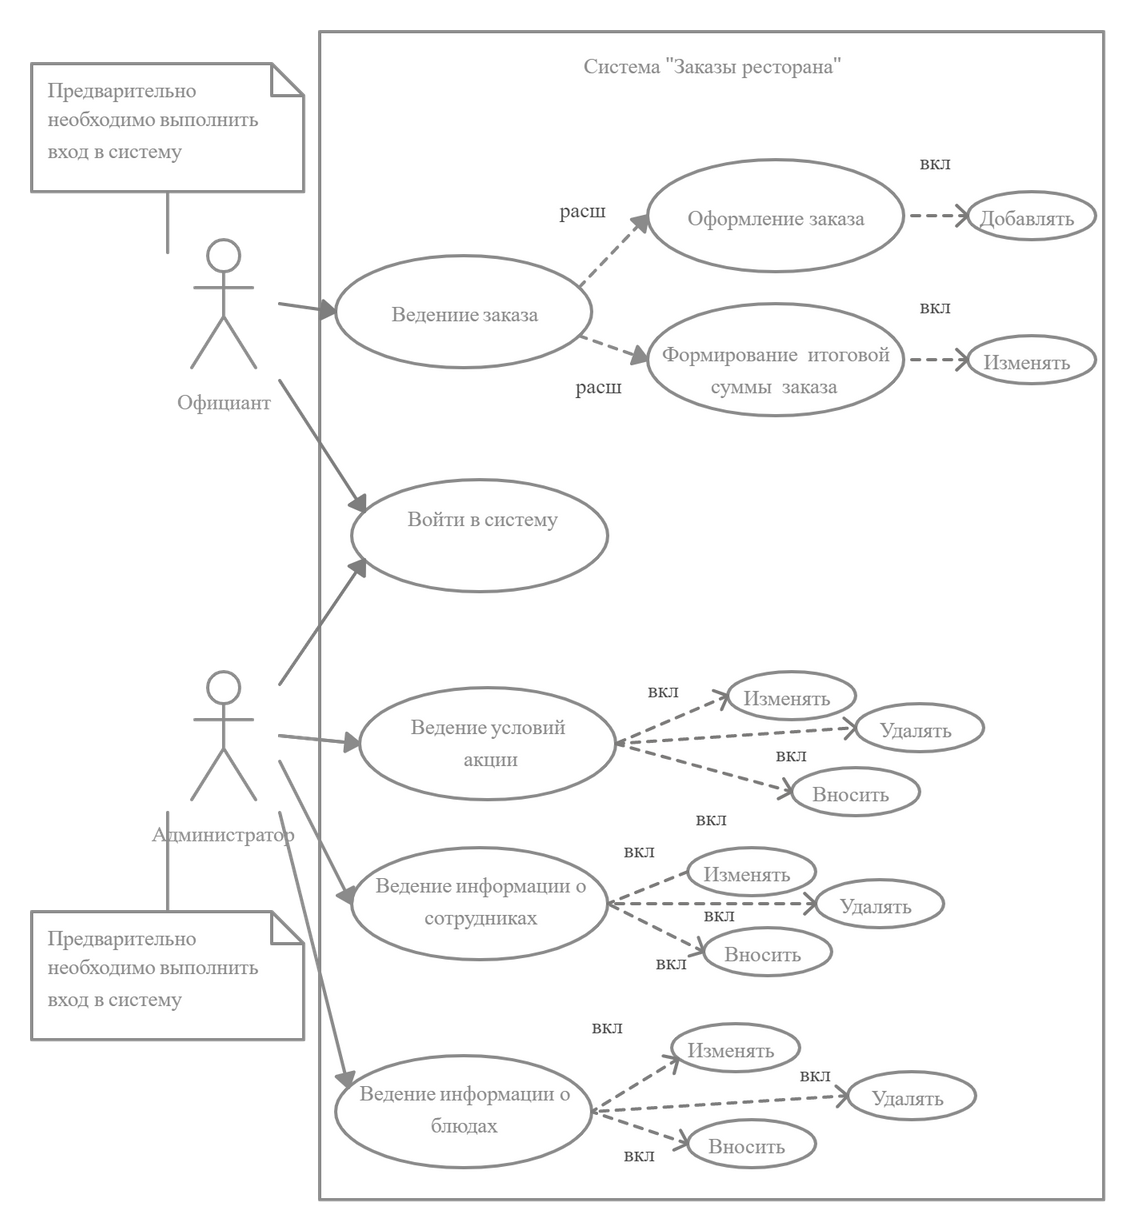 Система "Заказы ресторана"
Предварительно
необходимо выполнить
вход в систему
вкл
расш
Оформление заказа
Добавлять
Ведениие заказа
вкл
Формирование итоговой
суммы заказа
Изменять
расш
Официант
Войти в систему
вкл
Изменять
Ведение условий
акции
Удалять
вкл
Вносить
Администратор
вкл
вкл
Изменять
Ведение информации о
сотрудниках
Удалять
вкл
Вносить
вкл
Предварительно
необходимо выполнить
вход в систему
вкл
Изменять
вкл
Ведение информации о
блюдах
Удалять
Вносить
вкл